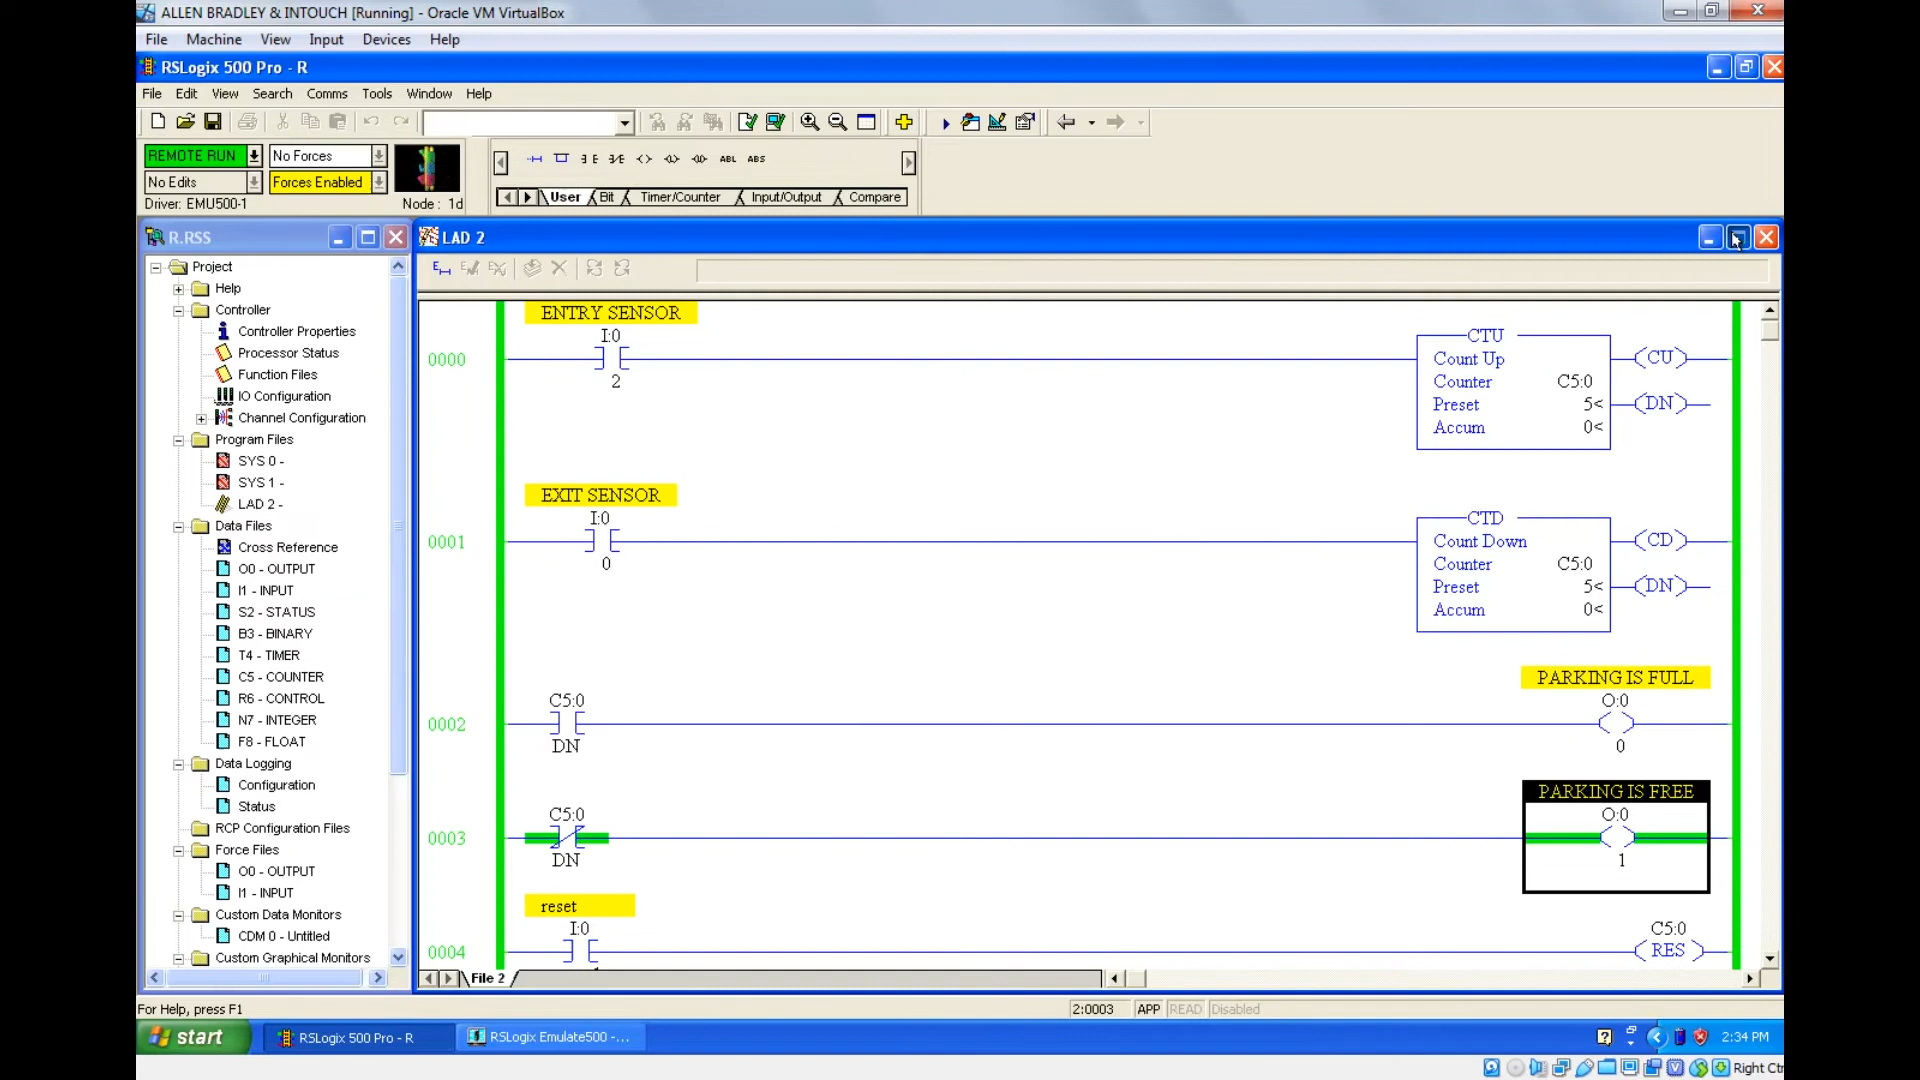 ALLEN BRADLEY & INTOUCH [Running] - Oracle VM VirtualBox
File Machine View Input Devices Help
RSLogix 500 Pro - R
File Edit View Search Comms Tools Window Help
REMOTE RUN No Forces
No Edits Forces Enabled
Driver: EMU500-1 Node : 1d
ABL ABS
User Bit Timer/Counter Input/Output Compare
R.RSS
Project
Help
Controller
Controller Properties
Processor Status
Function Files
IO Configuration
Channel Configuration
Program Files
SYS 0 -
SYS 1 -
LAD 2 -
Data Files
Cross Reference
O0 - OUTPUT
I1 - INPUT
S2 - STATUS
B3 - BINARY
T4 - TIMER
C5 - COUNTER
R6 - CONTROL
N7 - INTEGER
F8 - FLOAT
Data Logging
Configuration
Status
RCP Configuration Files
Force Files
O0 - OUTPUT
I1 - INPUT
Custom Data Monitors
CDM 0 - Untitled
Custom Graphical Monitors
LAD 2
ENTRY SENSOR
I:0
0000
2
CTU
Count Up
Counter C5:0
Preset 5<
Accum 0<
CU
DN
EXIT SENSOR
I:0
0001
0
CTD
Count Down
Counter C5:0
Preset 5<
Accum 0<
CD
DN
PARKING IS FULL
C5:0 O:0
0002
DN 0
PARKING IS FREE
C5:0 O:0
0003
DN 1
reset
I:0 C5:0
0004 RES
File 2
For Help, press F1 2:0003 APP READ Disabled
start RSLogix 500 Pro - R RSLogix Emulate500 -... 2:34 PM
Right Ctr